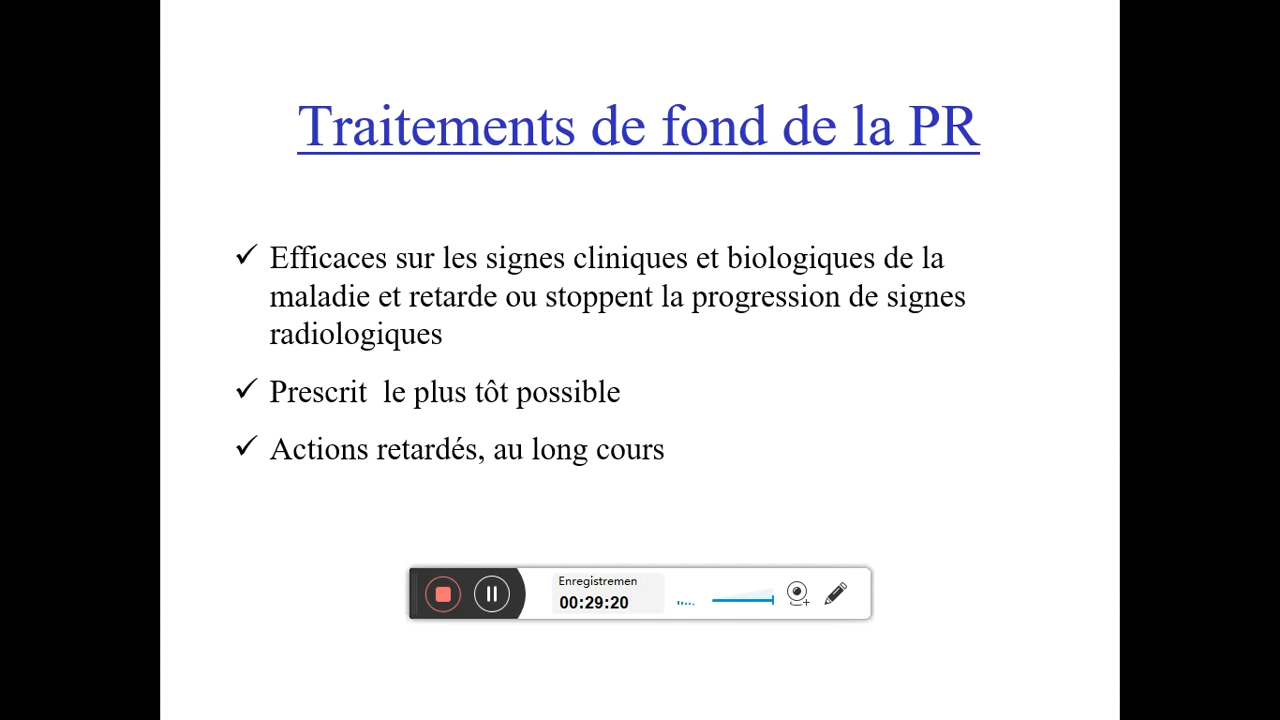 Traitements de fond de la PR
✓ Efficaces sur les signes cliniques et biologiques de la
maladie et retarde ou stoppent la progression de signes
radiologiques
✓ Prescrit  le plus tôt possible
✓ Actions retardés, au long cours
Enregistremen
00:29:20